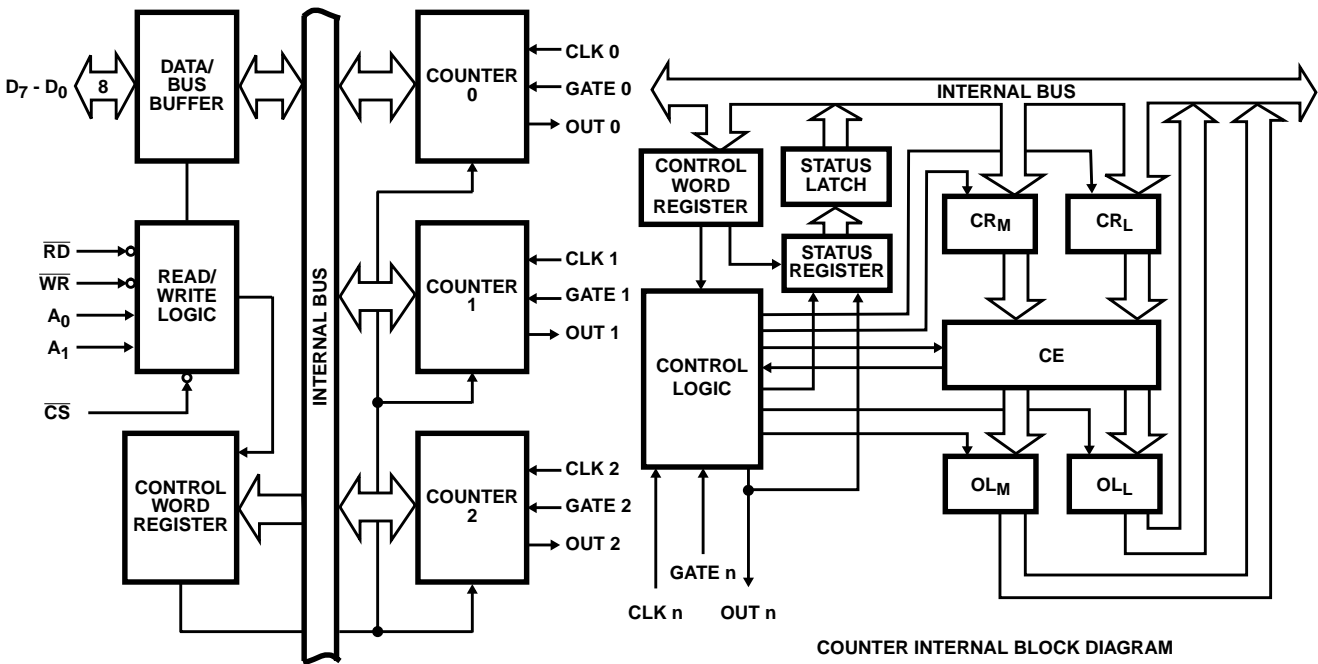 D7 - D0
8
DATA/
BUS
BUFFER
RD
WR
A0
A1
CS
READ/
WRITE
LOGIC
CONTROL
WORD
REGISTER
INTERNAL BUS
COUNTER
0
CLK 0
GATE 0
OUT 0
COUNTER
1
CLK 1
GATE 1
OUT 1
COUNTER
2
CLK 2
GATE 2
OUT 2
INTERNAL BUS
CONTROL
WORD
REGISTER
STATUS
LATCH
STATUS
REGISTER
CRM
CRL
CONTROL
LOGIC
CE
OLM
OLL
GATE n
CLK n
OUT n
COUNTER INTERNAL BLOCK DIAGRAM